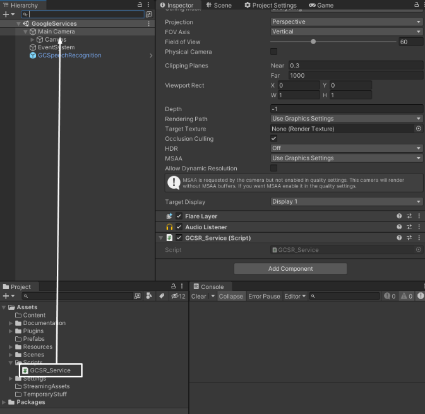 Hierarchy
GoogleServices
Main Camera
EventSystem
GCSpeechRecognition
Inspector
Scene
Project Settings
Game
Projection
Perspective
FOV Axis
Vertical
Field of View
60
Physical Camera
Clipping Planes
Near
0.3
Far
1000
Viewport Rect
X
0
Y
0
W
1
H
1
Depth
-1
Rendering Path
Use Graphics Settings
Target Texture
None (Render Texture)
Occlusion Culling
HDR
Off
MSAA
Use Graphics Settings
Allow Dynamic Resolution
MSAA is requested by the camera but not enabled in quality settings. This camera will render
without MSAA buffers. If you want MSAA enable it in the quality settings.
Target Display
Display 1
Flare Layer
Audio Listener
GCSR_Service (Script)
Script
GCSR_Service
Add Component
Project
12
Assets
Content
Documentation
Plugins
Prefabs
Resources
Scenes
Scripts
GCSR_Service
Settings
StreamingAssets
TemporaryStuff
Packages
Console
Clear
Collapse
Error Pause
Editor
0
0